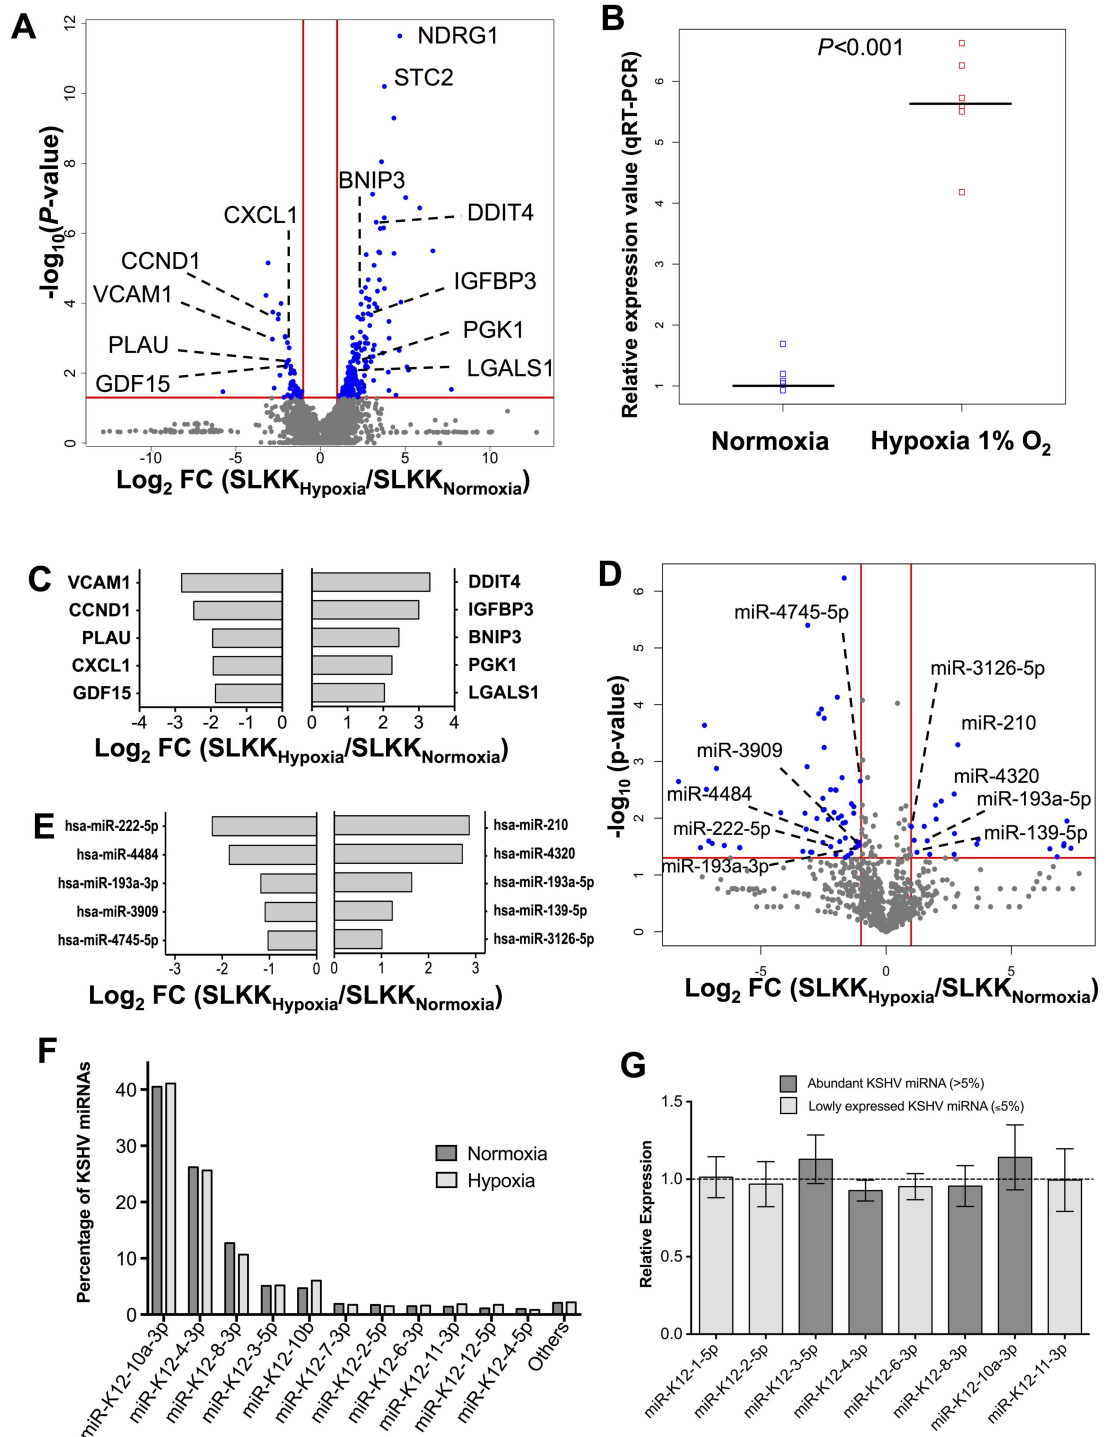 A
-log10(P-value)
12
10
8
6
4
2
0
NDRG1
STC2
BNIP3
CXCL1
DDIT4
CCND1
VCAM1
IGFBP3
PLAU
PGK1
GDF15
LGALS1
-10 -5 0 5 10
Log2 FC (SLKKHypoxia/SLKKNormoxia)
B
Relative expression value (qRT-PCR)
6
5
4
3
2
1
P<0.001
Normoxia Hypoxia 1% O2
C
VCAM1 DDIT4
CCND1 IGFBP3
PLAU BNIP3
CXCL1 PGK1
GDF15 LGALS1
-4 -3 -2 -1 0 0 1 2 3 4
Log2 FC (SLKKHypoxia/SLKKNormoxia)
D
-log10 (p-value)
6
5
4
3
2
1
0
miR-4745-5p
miR-3126-5p
miR-210
miR-3909
miR-4320
miR-4484
miR-193a-5p
miR-222-5p
miR-139-5p
miR-193a-3p
-5 0 5
Log2 FC (SLKKHypoxia/SLKKNormoxia)
E
hsa-miR-222-5p hsa-miR-210
hsa-miR-4484 hsa-miR-4320
hsa-miR-193a-3p hsa-miR-193a-5p
hsa-miR-3909 hsa-miR-139-5p
hsa-miR-4745-5p hsa-miR-3126-5p
-3 -2 -1 0 0 1 2 3
Log2 FC (SLKKHypoxia/SLKKNormoxia)
F
Percentage of KSHV miRNAs
40
30
20
10
0
Normoxia
Hypoxia
miR-K12-10a-3p
miR-K12-4-3p
miR-K12-8-3p
miR-K12-3-5p
miR-K12-10b
miR-K12-7-3p
miR-K12-2-5p
miR-K12-6-3p
miR-K12-11-3p
miR-K12-12-5p
miR-K12-4-5p
Others
G
Abundant KSHV miRNA (>5%)
Lowly expressed KSHV miRNA (≤5%)
Relative Expression
1.5
1.0
0.5
0.0
miR-K12-1-5p
miR-K12-2-5p
miR-K12-3-5p
miR-K12-4-3p
miR-K12-6-3p
miR-K12-8-3p
miR-K12-10a-3p
miR-K12-11-3p